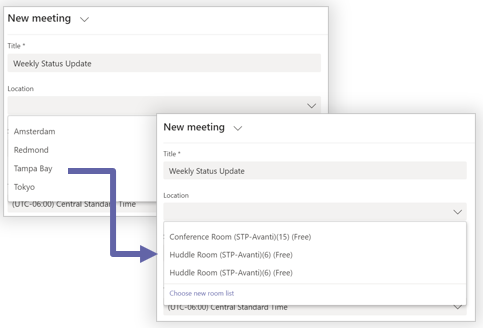 New meeting
Title *
Weekly Status Update
Location
Amsterdam
Redmond
Tampa Bay
Tokyo
(UTC-06:00) Central Standard Time
New meeting
Title *
Weekly Status Update
Location
Conference Room (STP-Avanti)(15) (Free)
Huddle Room (STP-Avanti)(6) (Free)
Huddle Room (STP-Avanti)(6) (Free)
Choose new room list
(UTC-06:00) Central Standard Time